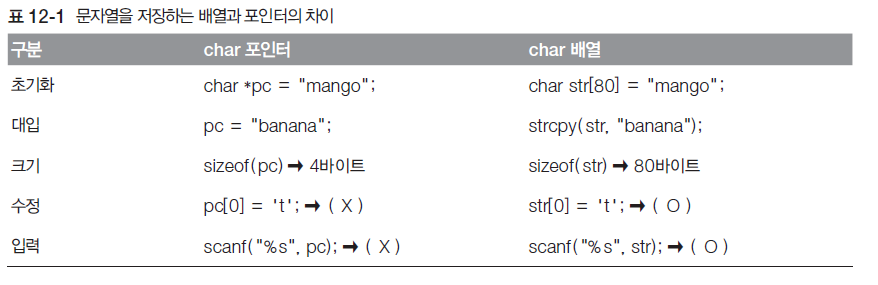 표 12-1 문자열을 저장하는 배열과 포인터의 차이
구분 char 포인터 char 배열
초기화 char *pc = "mango"; char str[80] = "mango";
대입 pc = "banana"; strcpy(str, "banana");
크기 sizeof(pc) ➡ 4바이트 sizeof(str) ➡ 80바이트
수정 pc[0] = 't'; ➡ ( X ) str[0] = 't'; ➡ ( O )
입력 scanf("%s", pc); ➡ ( X ) scanf("%s", str); ➡ ( O )